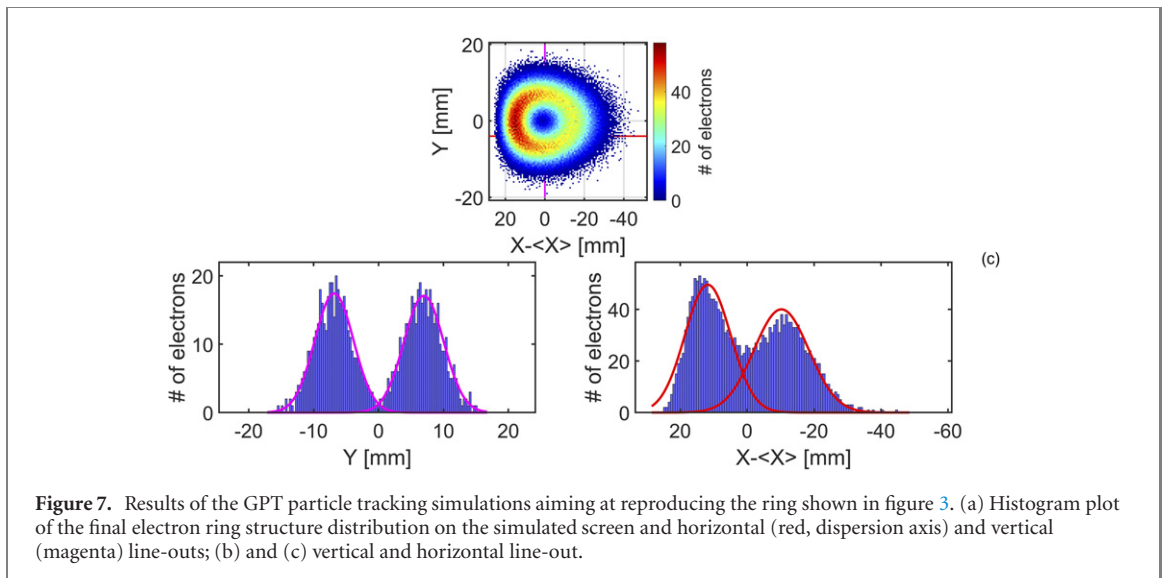 20
0
-20
Y [mm]
20 0 -20 -40
X-<X> [mm]
40
20
0
# of electrons
20
10
0
# of electrons
-20 -10 0 10 20
Y [mm]
40
20
0
# of electrons
20 0 -20 -40 -60
X-<X> [mm]
(c)
Figure 7. Results of the GPT particle tracking simulations aiming at reproducing the ring shown in figure 3. (a) Histogram plot
of the final electron ring structure distribution on the simulated screen and horizontal (red, dispersion axis) and vertical
(magenta) line-outs; (b) and (c) vertical and horizontal line-out.